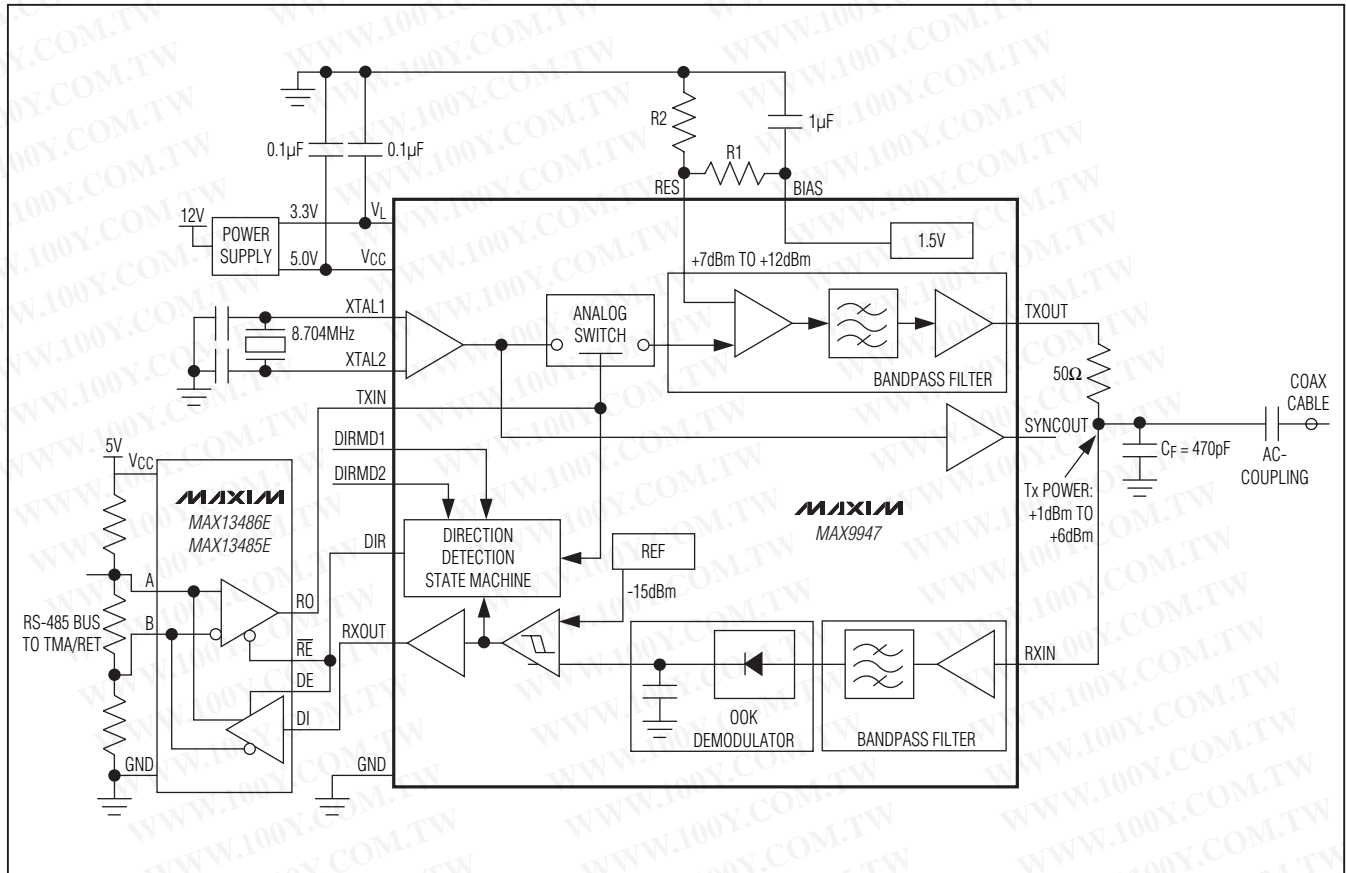 R2
1µF
0.1µF
0.1µF
R1
RES
BIAS
12V
POWER
SUPPLY
3.3V
VL
5.0V
VCC
1.5V
+7dBm TO +12dBm
XTAL1
8.704MHz
XTAL2
ANALOG
SWITCH
BANDPASS FILTER
TXOUT
50Ω
COAX
CABLE
TXIN
SYNCOUT
CF = 470pF
AC-
COUPLING
DIRMD1
DIRMD2
Tx POWER:
+1dBm TO
+6dBm
5V
VCC
MAXIM
MAX13486E
MAX13485E
MAXIM
MAX9947
DIR
DIRECTION
DETECTION
STATE MACHINE
REF
-15dBm
A
B
RO
RS-485 BUS
TO TMA/RET
RE
DE
DI
RXOUT
RXIN
OOK
DEMODULATOR
BANDPASS FILTER
GND
GND
WWW.100Y.COM.TW